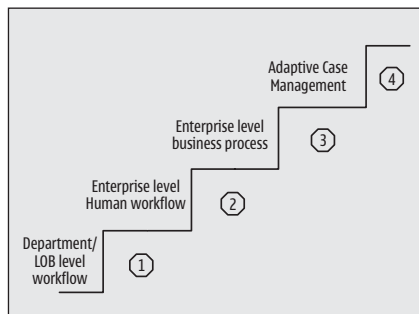 Adaptive Case
Management
4
Enterprise level
business process
3
Enterprise level
Human workflow
2
Department/
LOB level
workflow
1